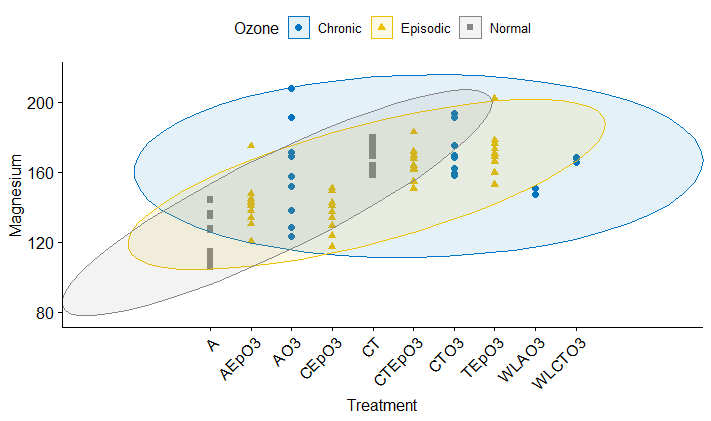 Ozone Chronic Episodic Normal
Magnesium
200
160
120
80
A AEpO3 AO3 CEpO3 CT CTEpO3 CTO3 TEpO3 WLAO3 WLCTO3
Treatment